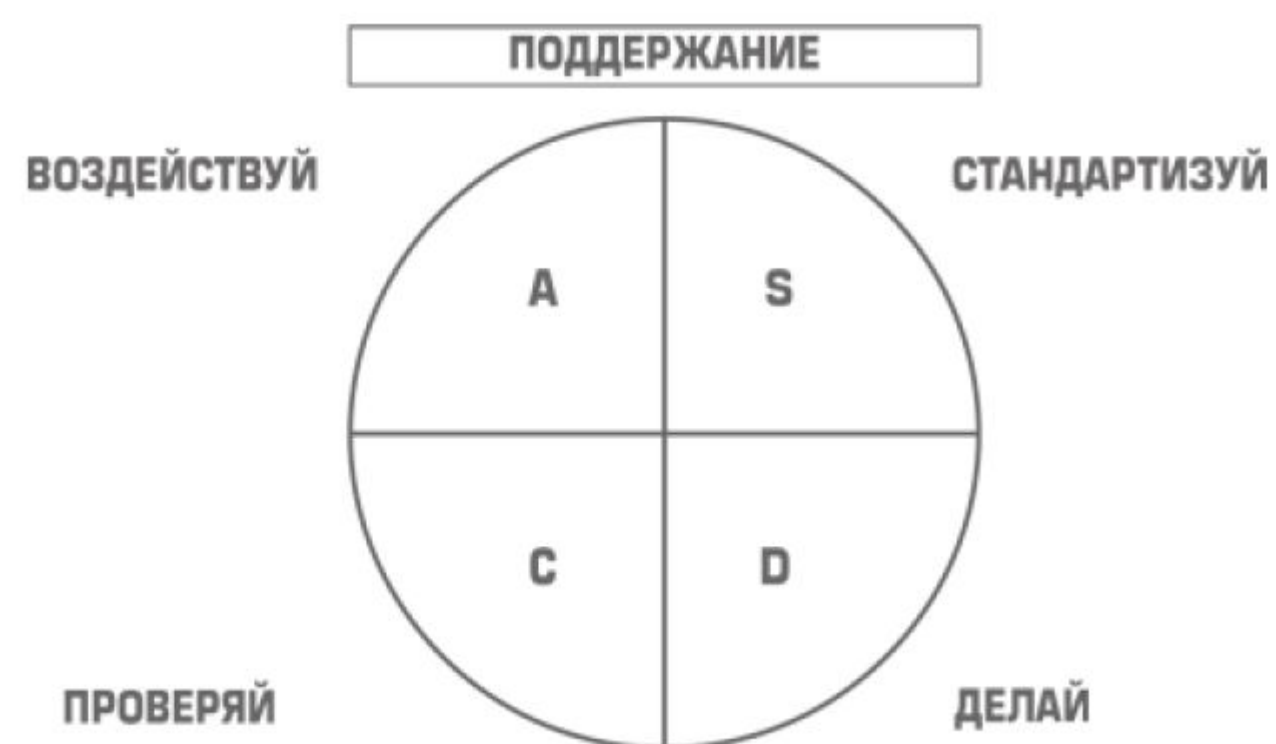 ПОДДЕРЖАНИЕ
ВОЗДЕЙСТВУЙ
СТАНДАРТИЗУЙ
A
S
C
D
ПРОВЕРЯЙ
ДЕЛАЙ